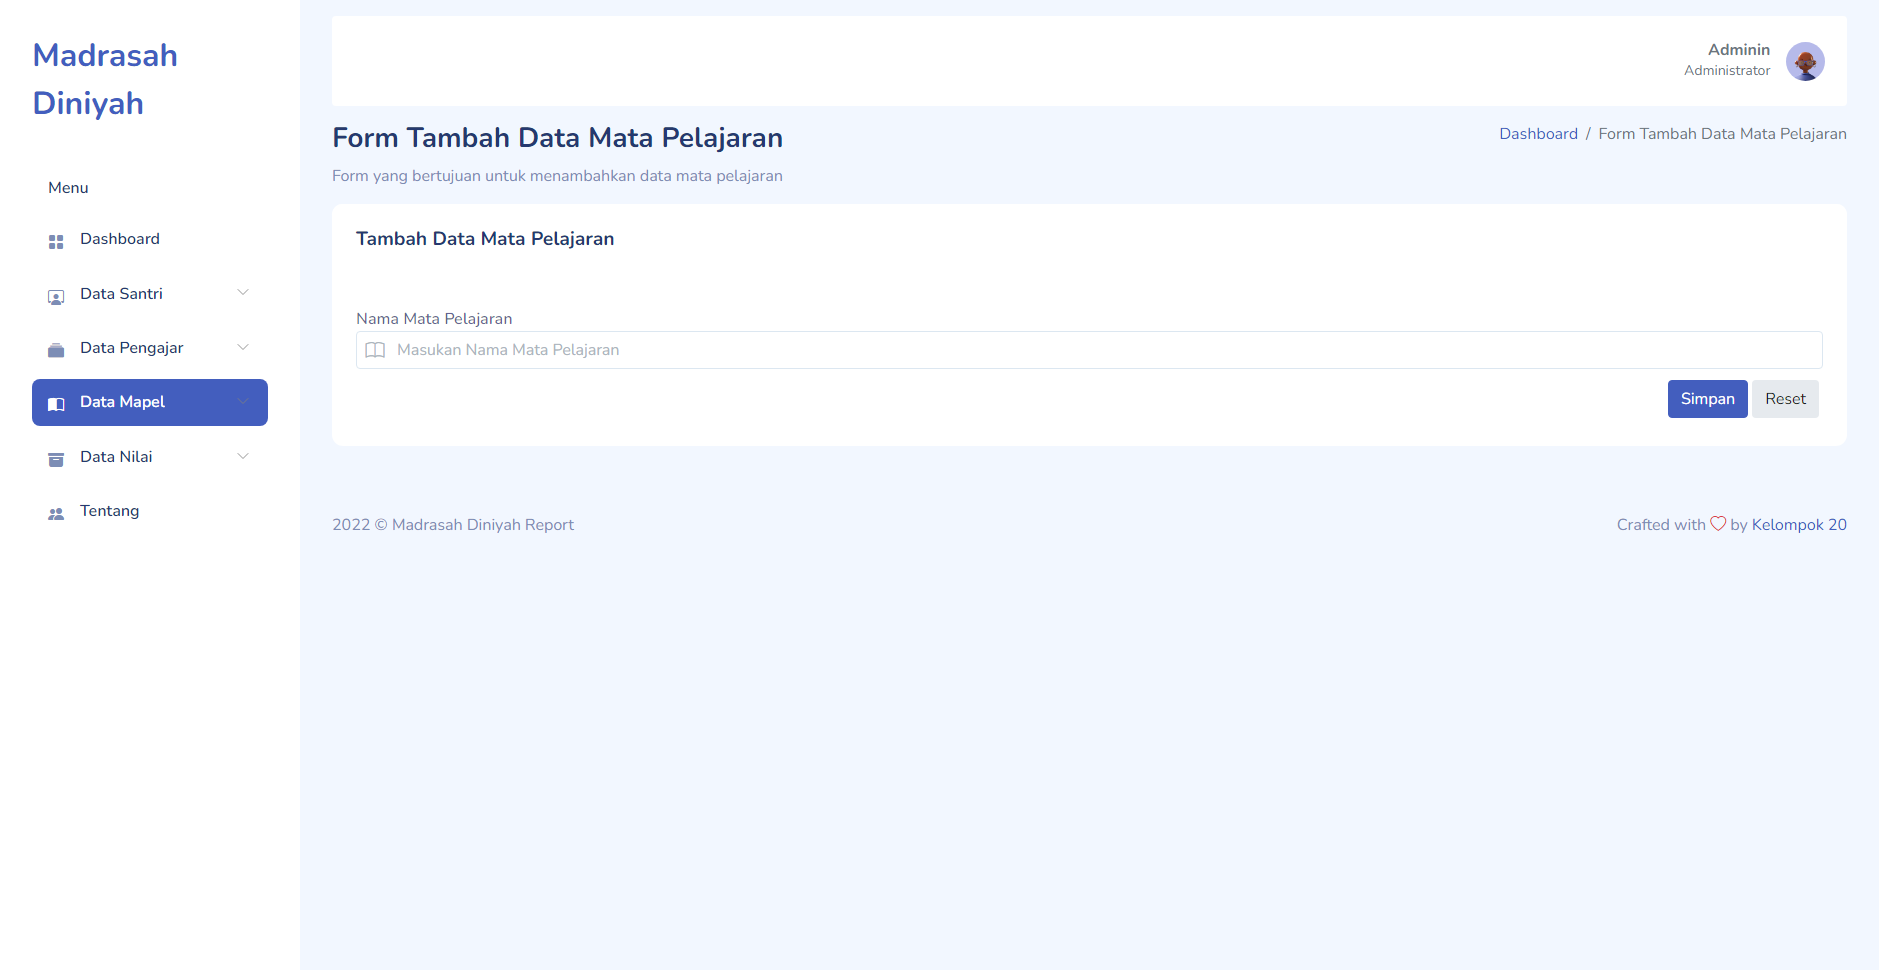 Madrasah
Diniyah
Menu
Dashboard
Data Santri
Data Pengajar
Data Mapel
Data Nilai
Tentang
Adminin
Administrator
Form Tambah Data Mata Pelajaran
Form yang bertujuan untuk menambahkan data mata pelajaran
Dashboard / Form Tambah Data Mata Pelajaran
Tambah Data Mata Pelajaran
Nama Mata Pelajaran
Masukan Nama Mata Pelajaran
Simpan Reset
2022 © Madrasah Diniyah Report
Crafted with ♡ by Kelompok 20